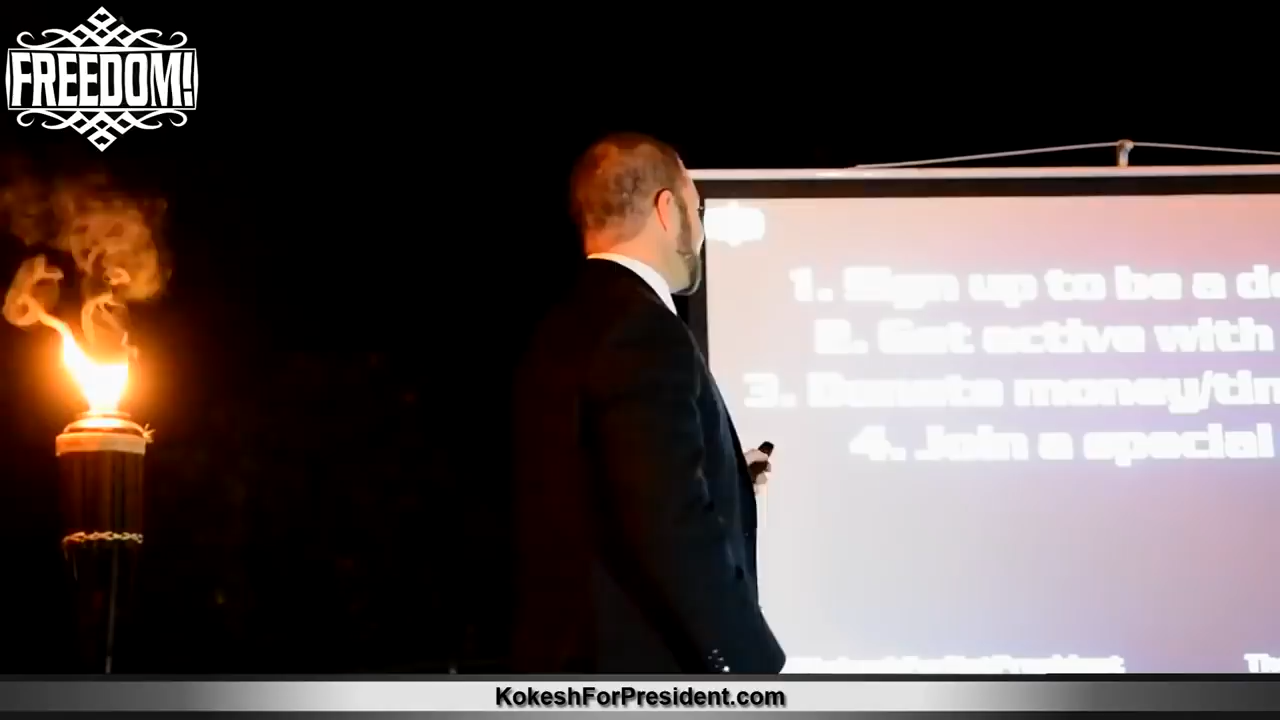 FREEDOM!
1. Sign up to be a de
2. Get active with
3. Donate money/tim
4. Join a special
KokeshForPresident.com